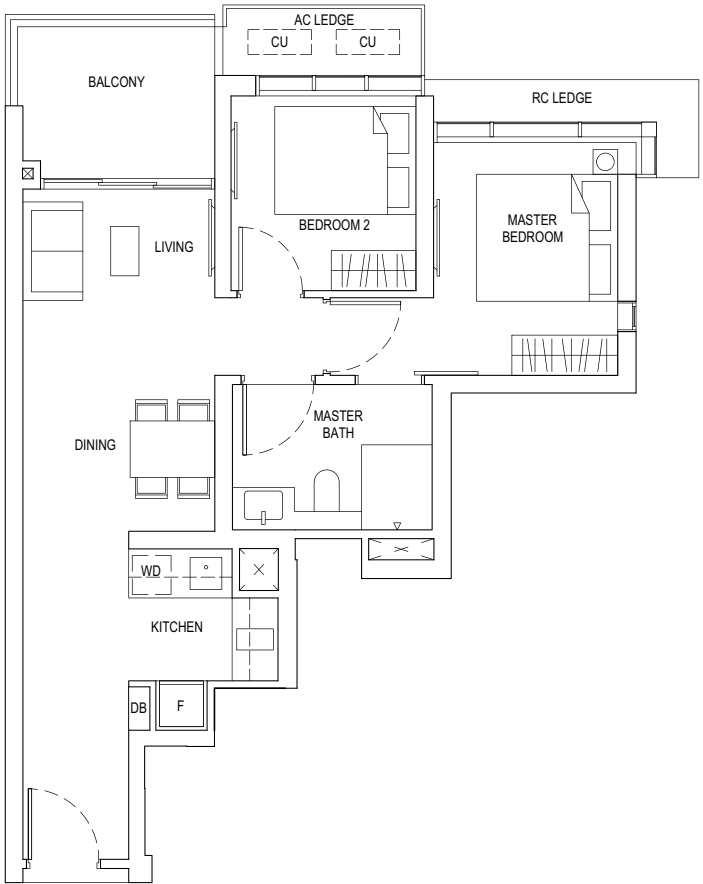 AC LEDGE
CU
CU
BALCONY
RC LEDGE
BEDROOM 2
MASTER
BEDROOM
LIVING
MASTER
BATH
DINING
WD
KITCHEN
DB
F